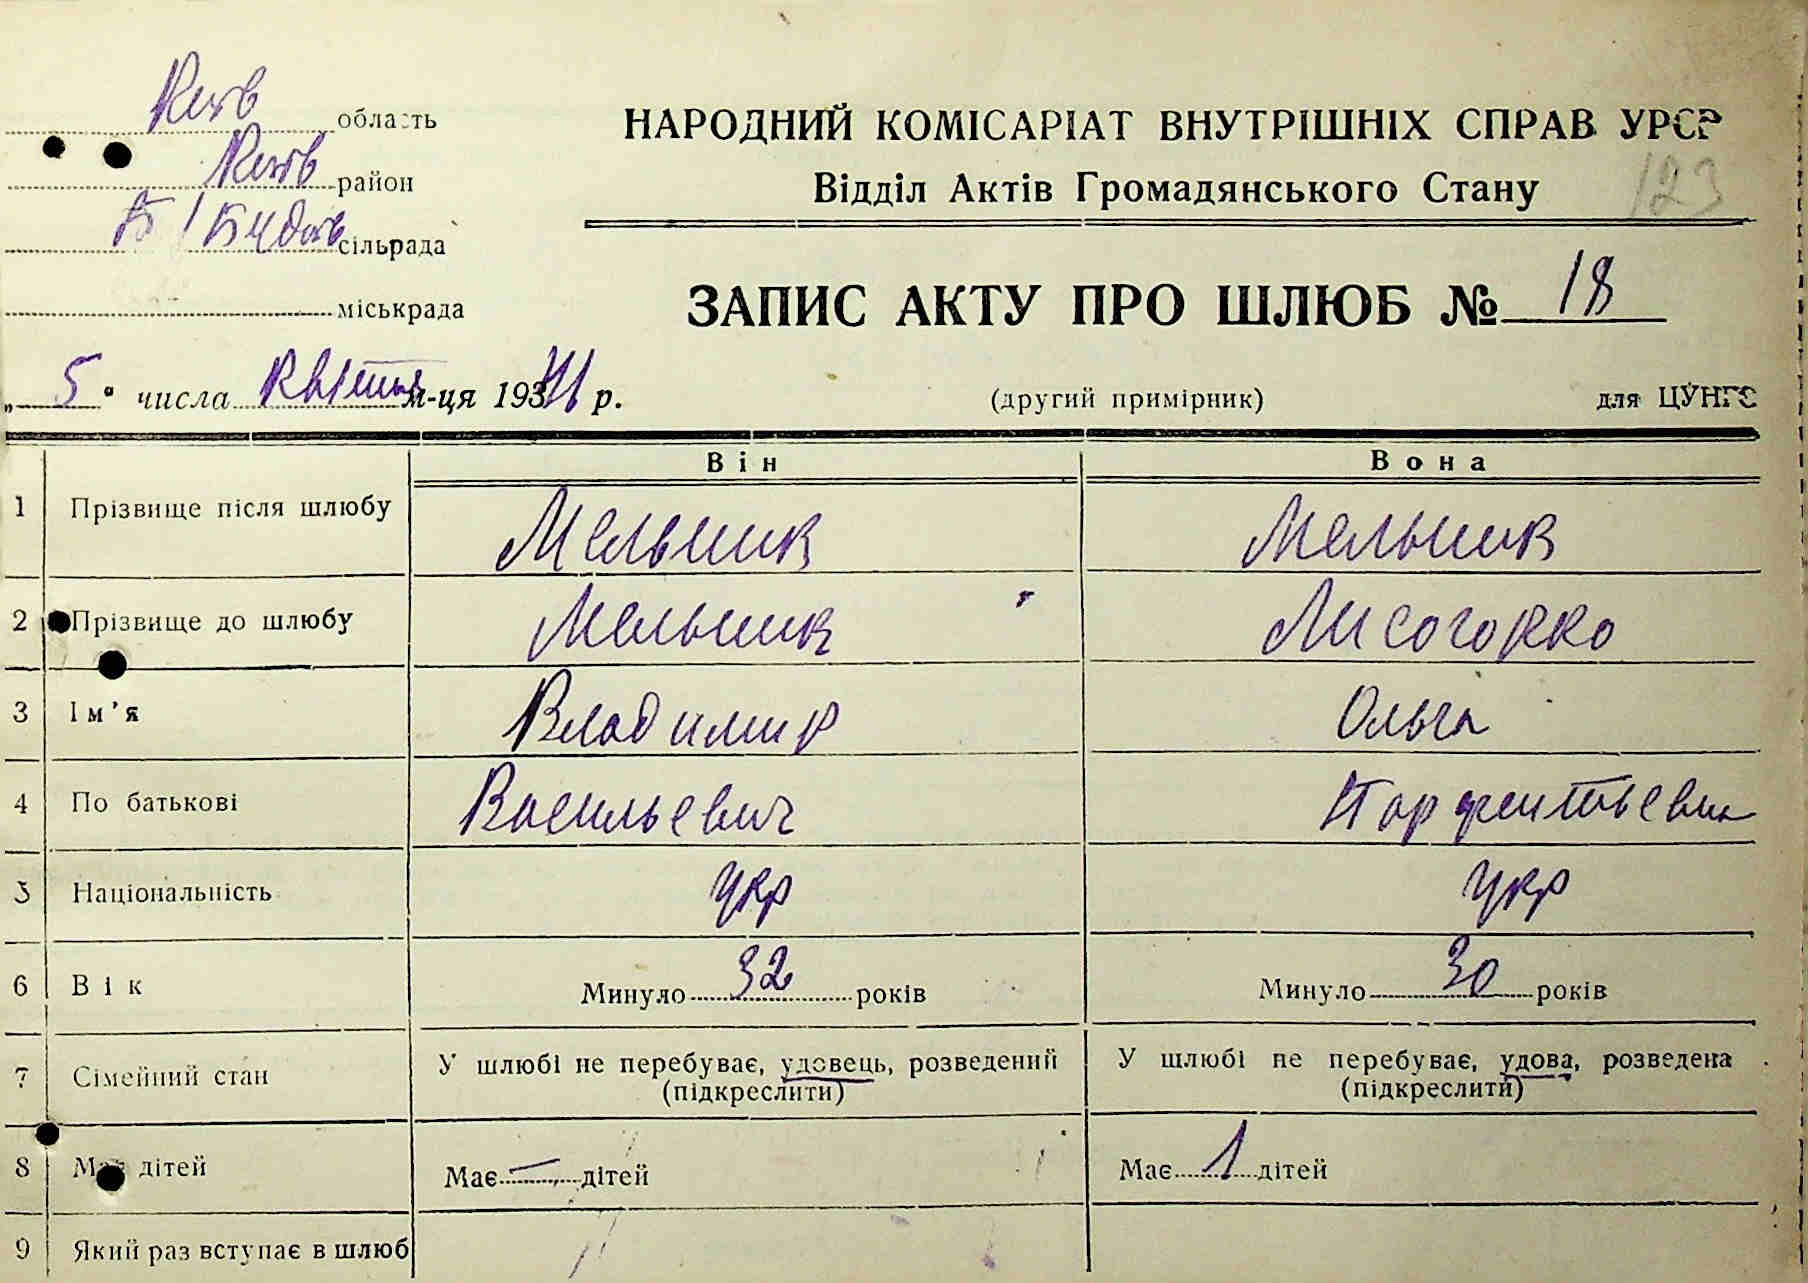 Київ область
Київ район
Б/Будаїв сільрада
міськрада
НАРОДНИЙ КОМІСАРІАТ ВНУТРІШНІХ СПРАВ УРСР
Відділ Актів Громадянського Стану
123
ЗАПИС АКТУ ПРО ШЛЮБ № 18
„ 5 " числа Квітня м-ця 1941 р.
(другий примірник)
для ЦУНГО
Він Вона
1 Прізвище після шлюбу Мельник Мельник
2 Прізвище до шлюбу Мельник Лисогорко
3 Ім'я Владимир Ольга
4 По батькові Васильевич Парфентьевна
5 Національність укр укр
6 Вік Минуло 32 років Минуло 30 років
7 Сімейний стан У шлюбі не перебуває, удовець, розведений У шлюбі не перебуває, удова, розведена
(підкреслити) (підкреслити)
8 Має дітей Має — дітей Має 1 дітей
9 Який раз вступає в шлюб